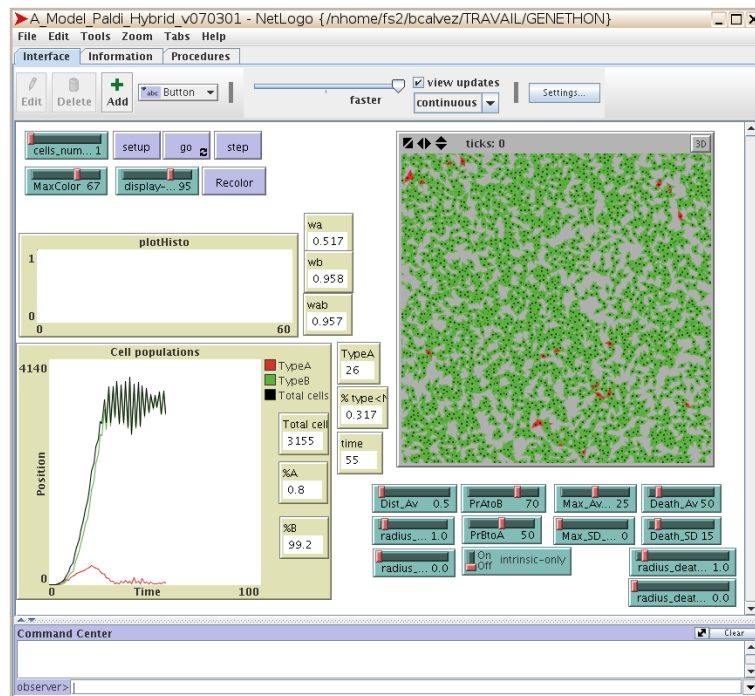 A_Model_Paldi_Hybrid_v070301 - NetLogo {/nhome/fs2/bcalvez/TRAVAIL/GENETHON}
File Edit Tools Zoom Tabs Help
Interface Information Procedures
Edit Delete Add abc Button faster view updates continuous Settings...
cells_num... 1 setup go step
MaxColor 67 display-... 95 Recolor
ticks: 0 3D
plotHisto
1
0
0 60
wa
0.517
wb
0.958
wab
0.957
Cell populations
4140
Position
0
0 Time 100
TypeA
TypeB
Total cells
TypeA
26
% type<N
0.317
Total cell
3155
time
55
%A
0.8
%B
99.2
Dist_Av 0.5 PrAtoB 70 Max_Av... 25 Death_Av 50
radius_... 1.0 PrBtoA 50 Max_SD_... 0 Death_SD 15
radius_... 0.0 On Off intrinsic-only radius_deat... 1.0
radius_deat... 0.0
Command Center Clear
observer>